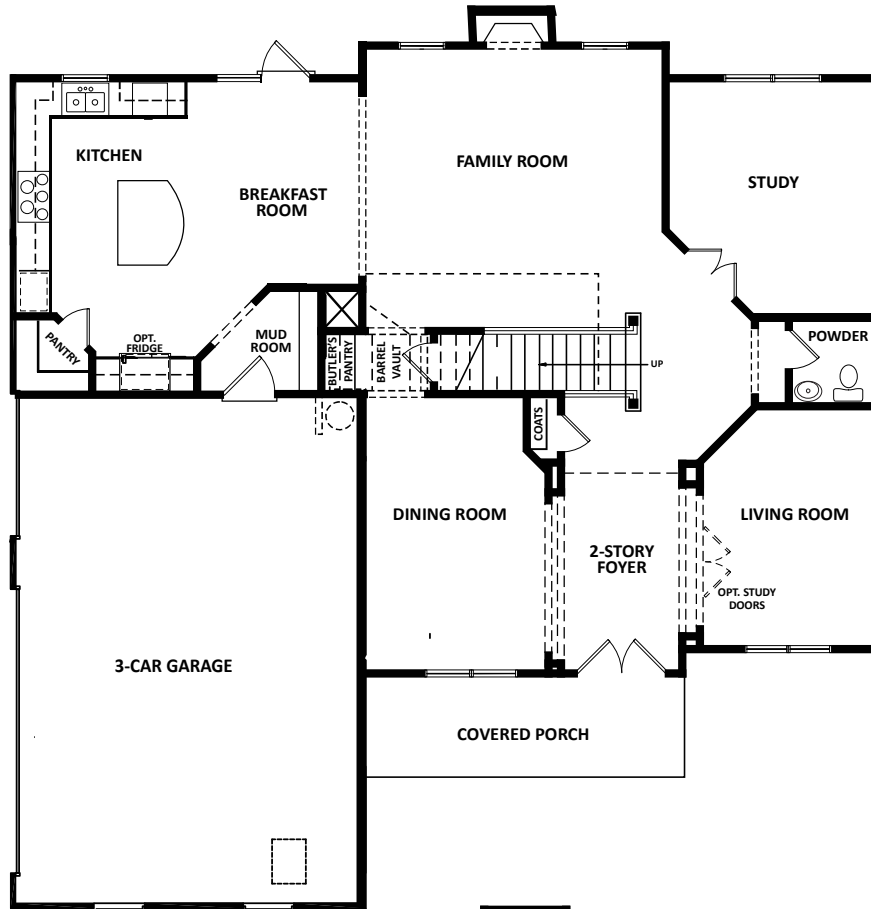 KITCHEN
BREAKFAST
ROOM
FAMILY ROOM
STUDY
PANTRY
OPT.
FRIDGE
MUD
ROOM
BUTLER'S
PANTRY
BARREL
VAULT
UP
POWDER
COATS
DINING ROOM
2-STORY
FOYER
LIVING ROOM
OPT. STUDY
DOORS
3-CAR GARAGE
COVERED PORCH